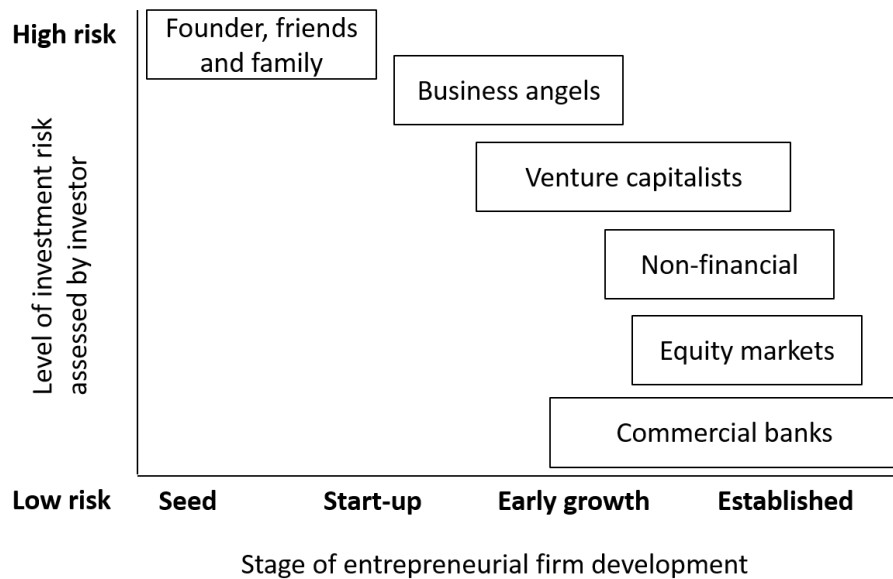 High risk
Founder, friends
and family
Business angels
Venture capitalists
Non-financial
Equity markets
Commercial banks
Level of investment risk
assessed by investor
Low risk
Seed
Start-up
Early growth
Established
Stage of entrepreneurial firm development